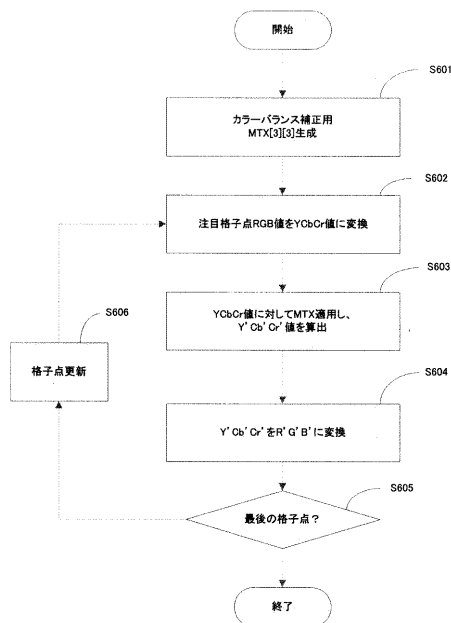 開始
S601
カラーバランス補正用
MTX[3][3]生成
S602
注目格子点RGB値をYCbCr値に変換
S603
YCbCr値に対してMTX適用し、
Y'Cb'Cr'値を算出
S606
格子点更新
S604
Y'Cb'Cr'をR'G'B'に変換
S605
最後の格子点？
終了